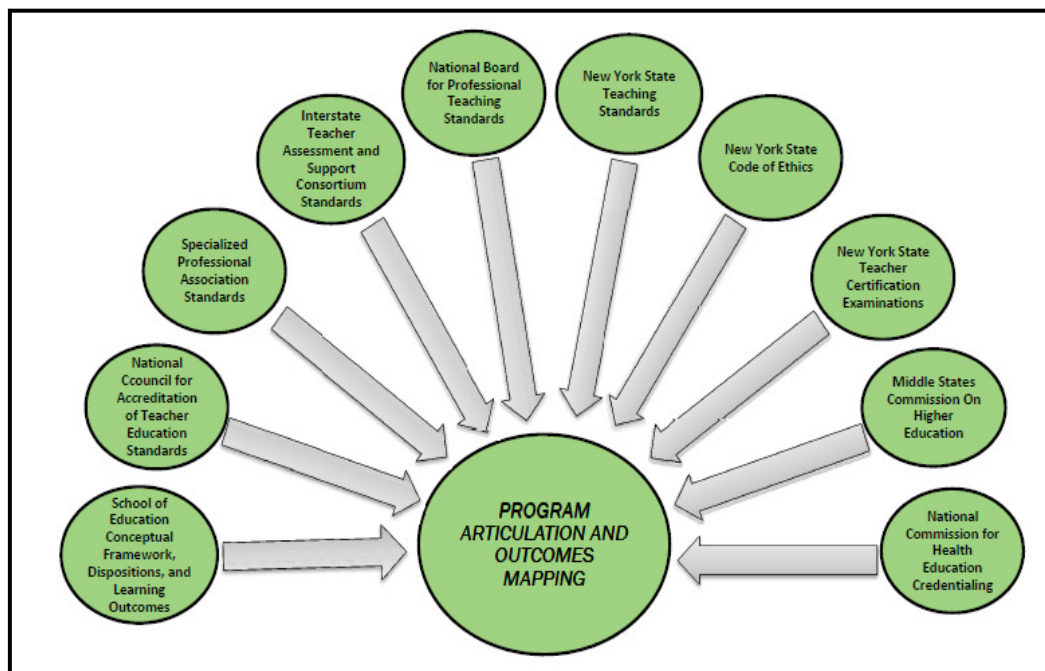 National Board
for Professional
Teaching
Standards
New York State
Teaching
Standards
Interstate
Teacher
Assessment and
Support
Consortium
Standards
New York State
Code of Ethics
Specialized
Professional
Association
Standards
New York State
Teacher
Certification
Examinations
National
Ccouncil for
Accreditation
of Teacher
Education
Standards
Middle States
Commission On
Higher
Education
School of
Education
Conceptual
Framework,
Dispositions, and
Learning
Outcomes
PROGRAM
ARTICULATION AND
OUTCOMES
MAPPING
National
Commission for
Health
Education
Credentialing